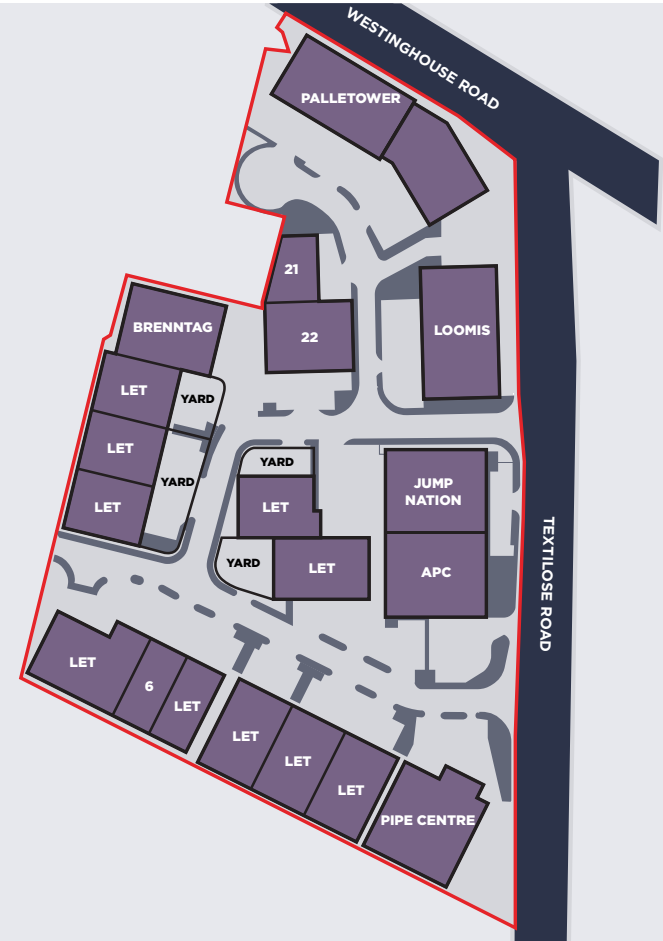 WESTINGHOUSE ROAD
PALLETOWER
21
22
LOOMIS
BRENNTAG
LET
YARD
LET
YARD
LET
YARD
LET
YARD
LET
JUMP
NATION
APC
TEXTILOSE ROAD
LET
6
LET
LET
LET
LET
PIPE CENTRE